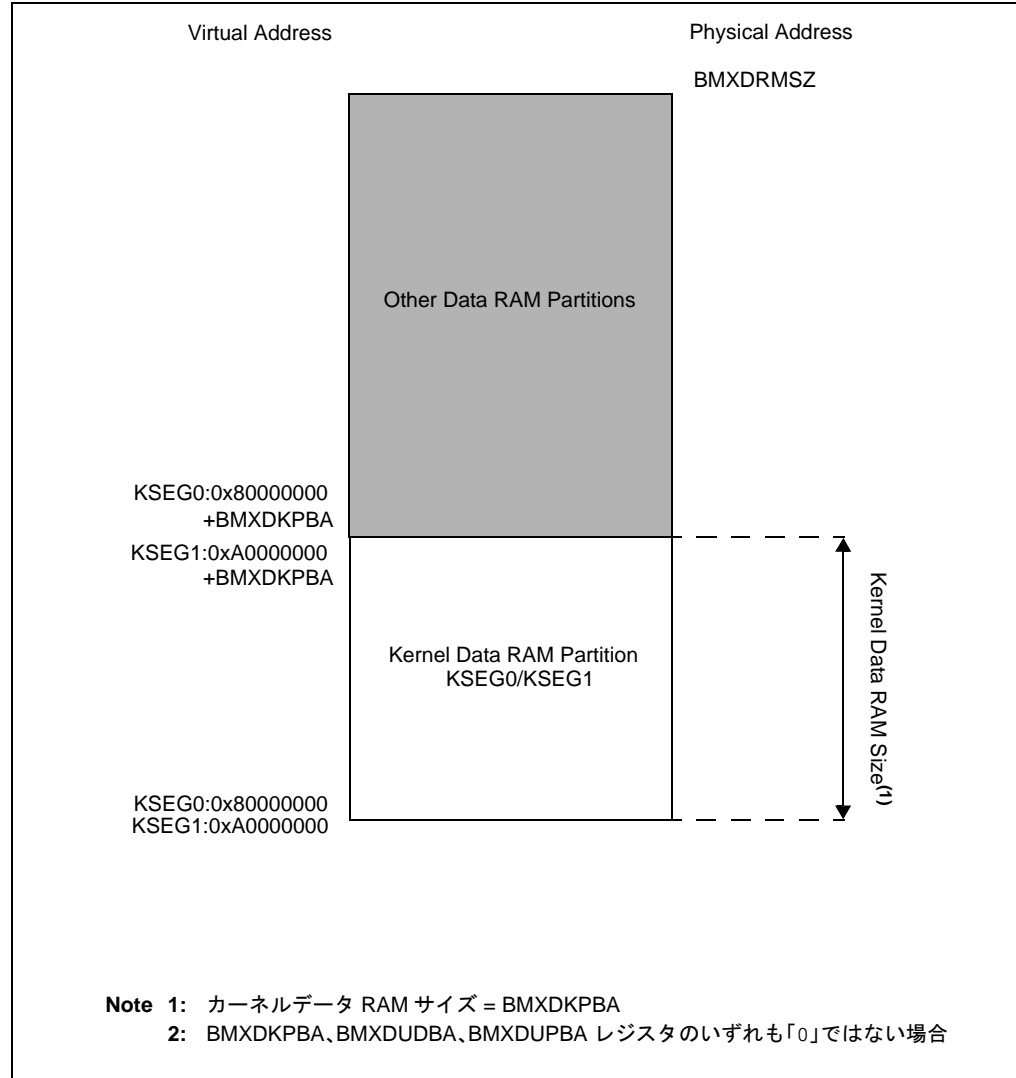 Virtual Address
Physical Address
BMXDRMSZ
Other Data RAM Partitions
KSEG0:0x80000000
+BMXDKPBA
KSEG1:0xA0000000
+BMXDKPBA
Kernel Data RAM Partition
KSEG0/KSEG1
Kernel Data RAM Size(1)
KSEG0:0x80000000
KSEG1:0xA0000000
Note 1: カーネルデータ RAM サイズ = BMXDKPBA
2: BMXDKPBA、BMXDUDBA、BMXDUPBA レジスタのいずれも「0」ではない場合